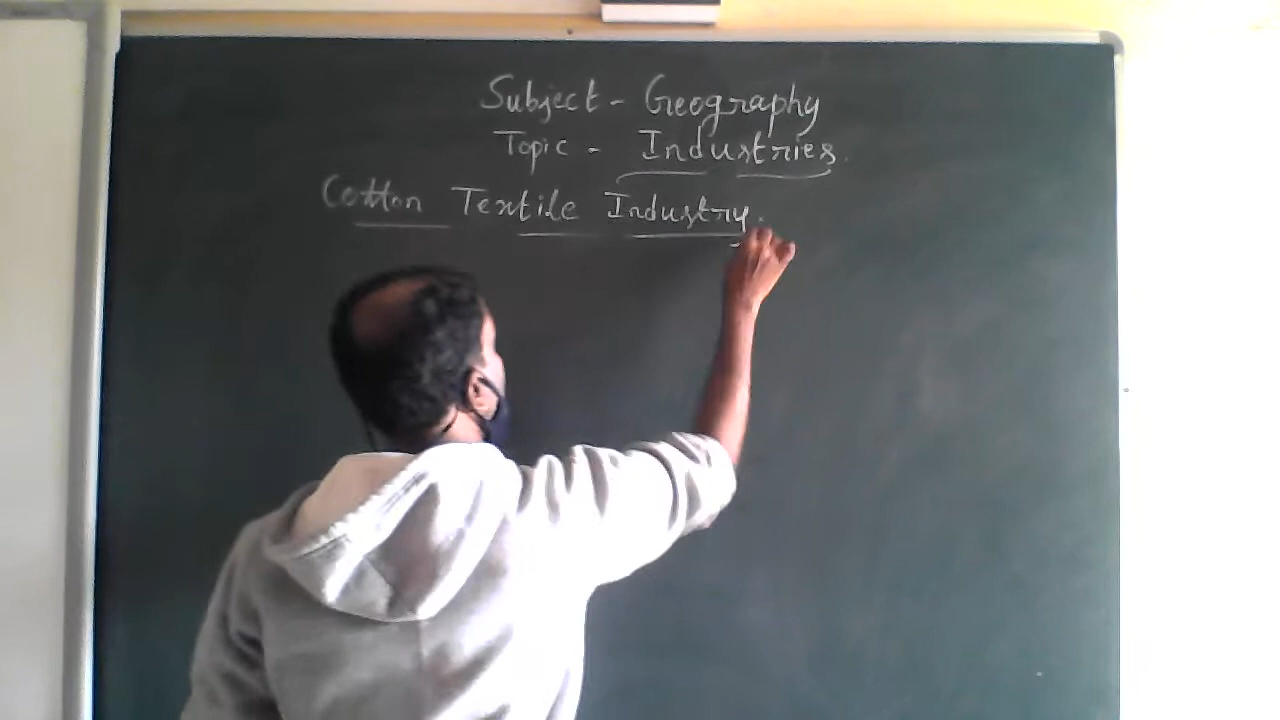 Subject - Geography
Topic - Industries.
Cotton Textile Industry.